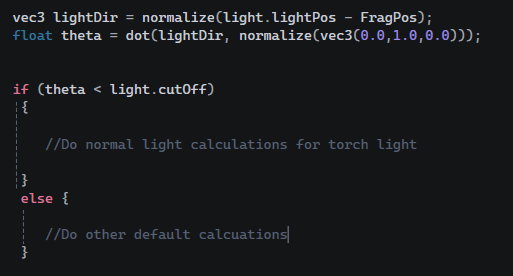 vec3 lightDir = normalize(light.lightPos - FragPos);
float theta = dot(lightDir, normalize(vec3(0.0,1.0,0.0)));
if (theta < light.cutOff)
{
//Do normal light calculations for torch light
}
else {
//Do other default calcuations
}